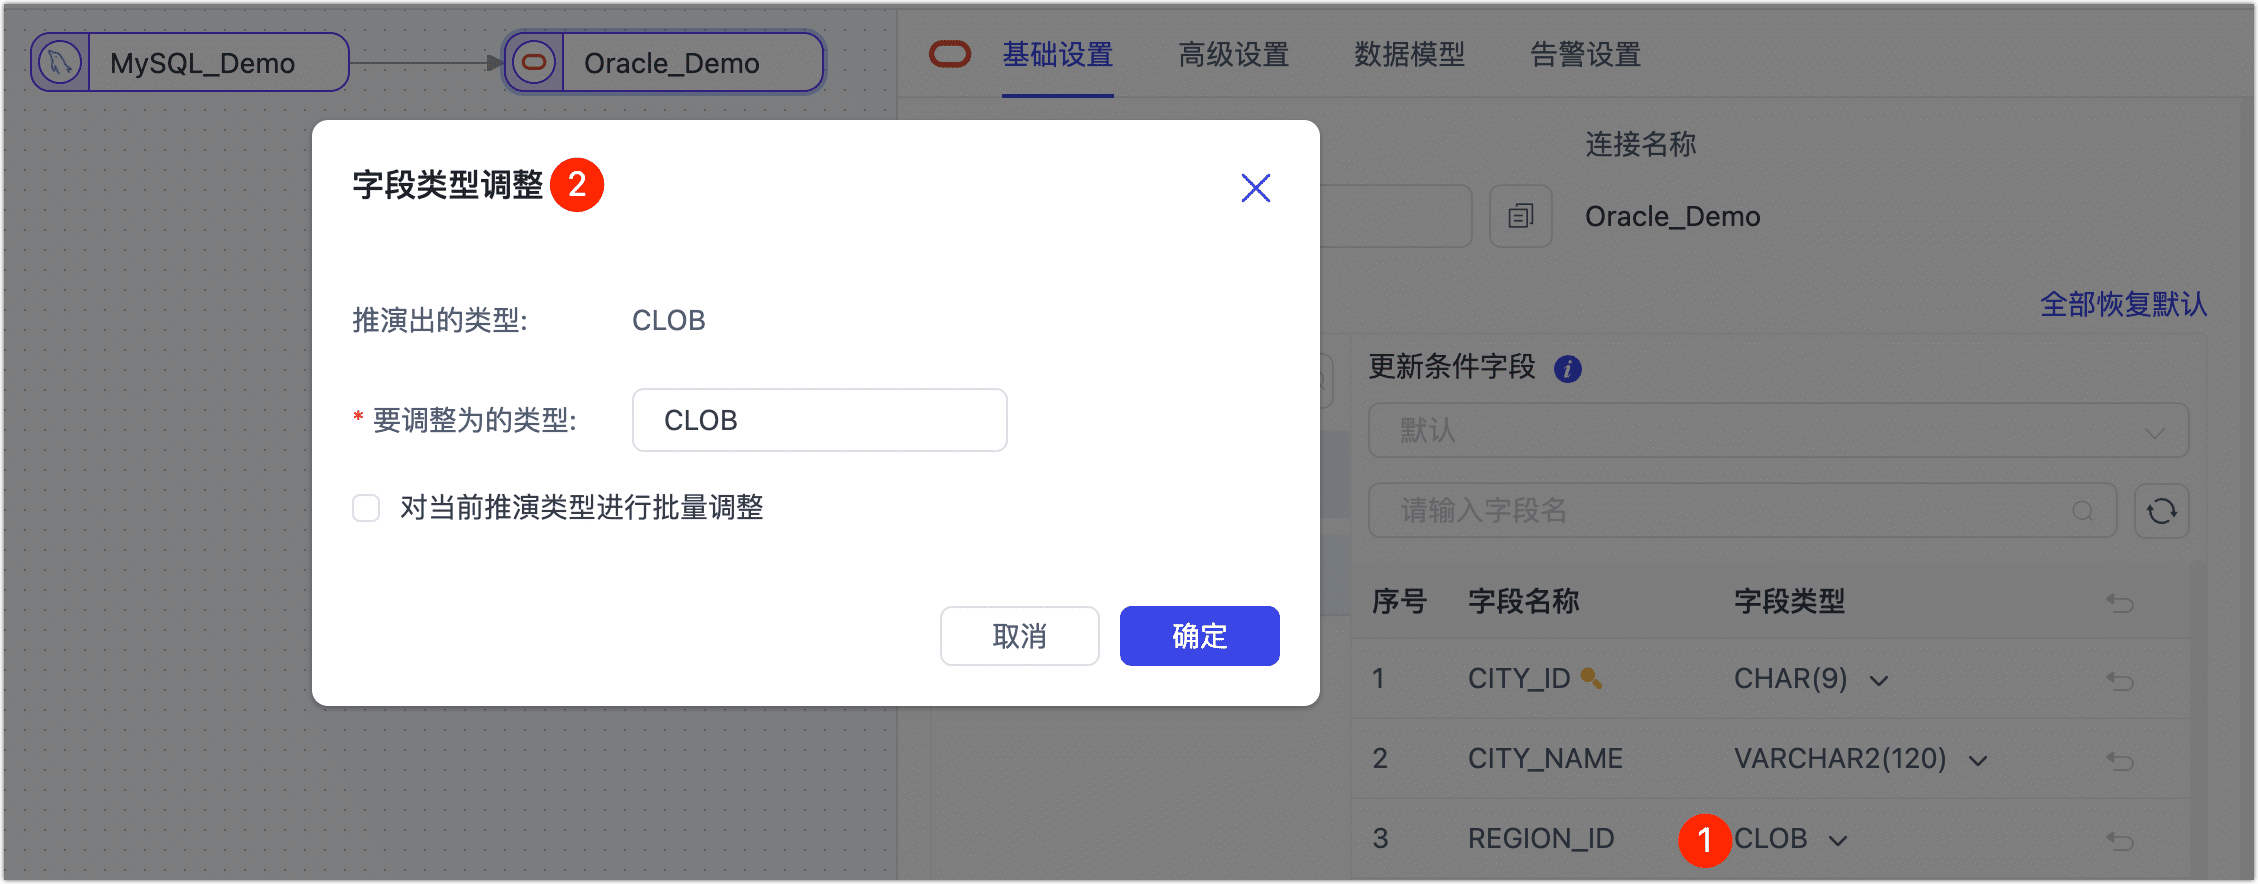 MySQL_Demo
Oracle_Demo
基础设置
高级设置
数据模型
告警设置
连接名称
Oracle_Demo
全部恢复默认
字段类型调整 2
推演出的类型: CLOB
* 要调整为的类型: CLOB
对当前推演类型进行批量调整
取消
确定
更新条件字段 i
默认
请输入字段名
序号 字段名称 字段类型
1 CITY_ID CHAR(9)
2 CITY_NAME VARCHAR2(120)
3 REGION_ID 1 CLOB